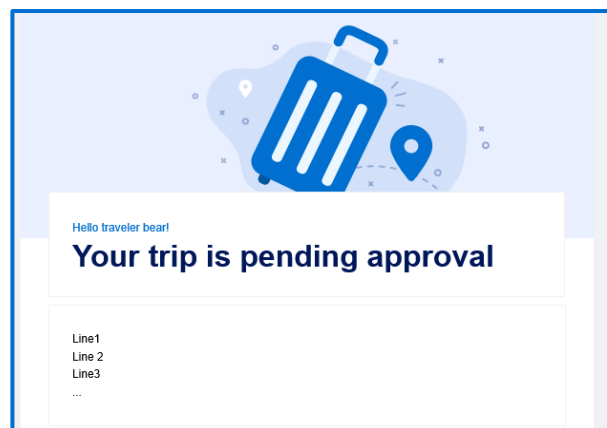 Hello traveler bear!
Your trip is pending approval
Line1
Line 2
Line3
...